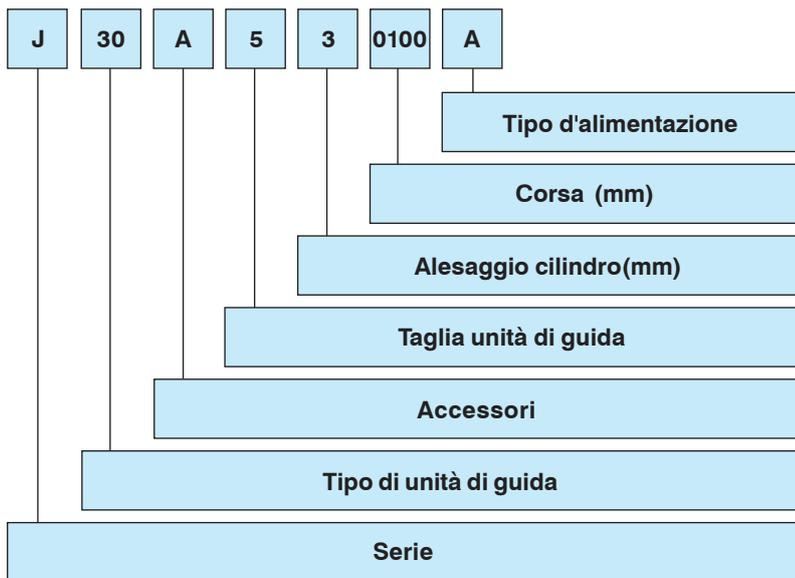 J 30 A 5 3 0100 A
Tipo d'alimentazione
Corsa (mm)
Alesaggio cilindro(mm)
Taglia unità di guida
Accessori
Tipo di unità di guida
Serie